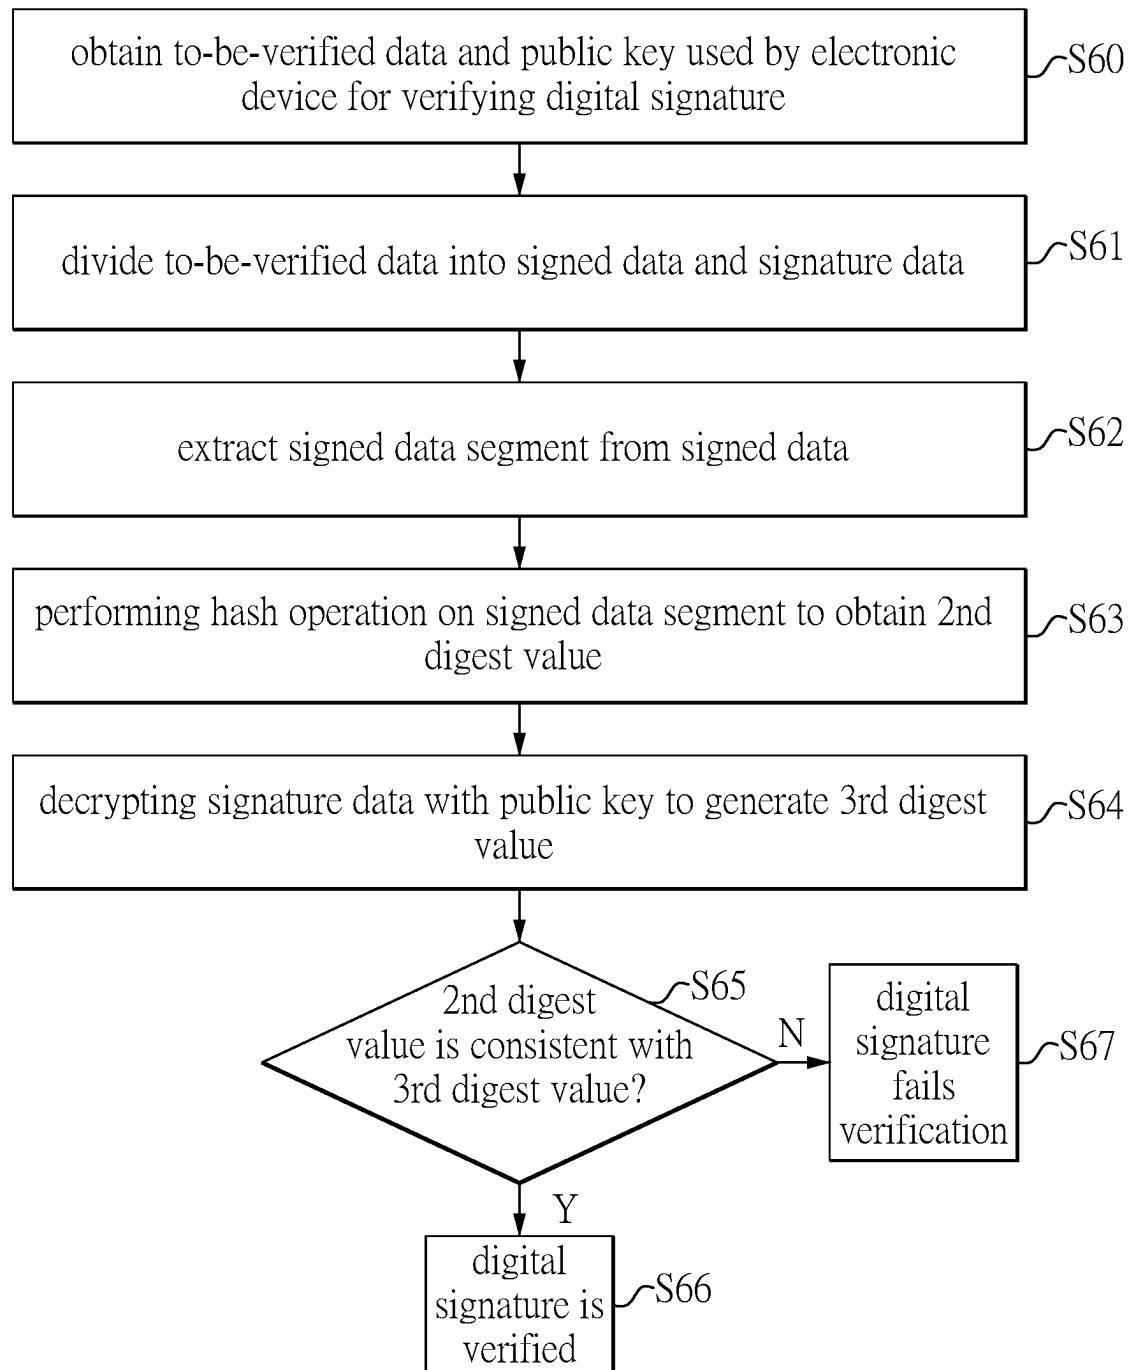 obtain to-be-verified data and public key used by electronic
device for verifying digital signature
S60
divide to-be-verified data into signed data and signature data
S61
extract signed data segment from signed data
S62
performing hash operation on signed data segment to obtain 2nd
digest value
S63
decrypting signature data with public key to generate 3rd digest
value
S64
2nd digest
value is consistent with
3rd digest value?
S65
N
digital
signature
fails
verification
S67
Y
digital
signature is
verified
S66